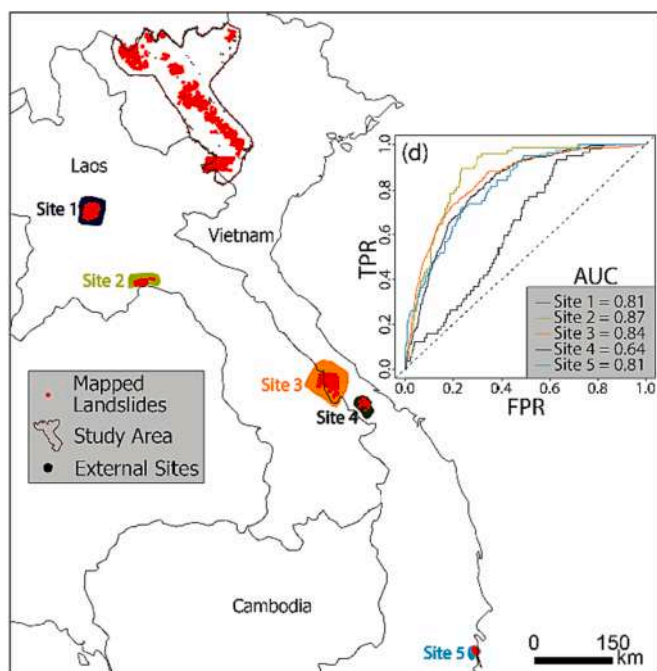 Laos
Site 1
Vietnam
Site 2
Site 3
Site 4
Mapped
Landslides
Study Area
External Sites
Cambodia
Site 5
0 150
km
(d)
TPR
1.0
0.8
0.6
0.4
0.2
0.0
AUC
Site 1 = 0.81
Site 2 = 0.87
Site 3 = 0.84
Site 4 = 0.64
Site 5 = 0.81
0.0 0.2 0.4 0.6 0.8 1.0
FPR